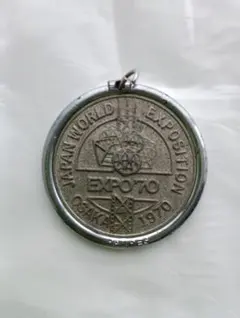 JAPAN WORLD EXPOSITION
EXPO'70
OSAKA 1970